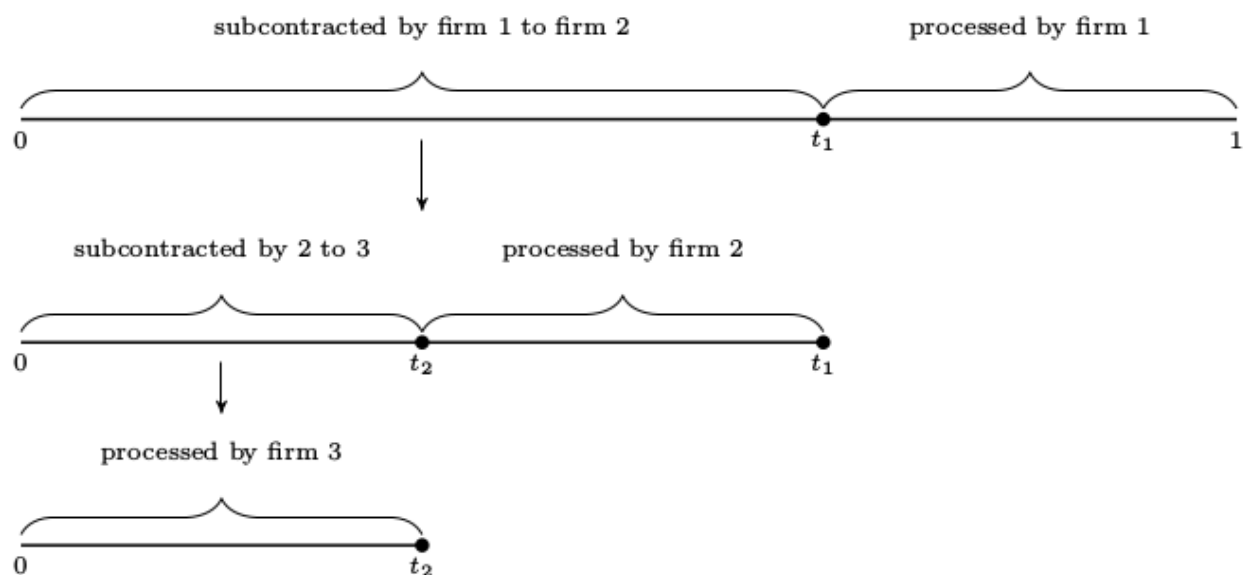 subcontracted by firm 1 to firm 2 processed by firm 1
0 t₁ 1
subcontracted by 2 to 3 processed by firm 2
0 t₂ t₁
processed by firm 3
0 t₂